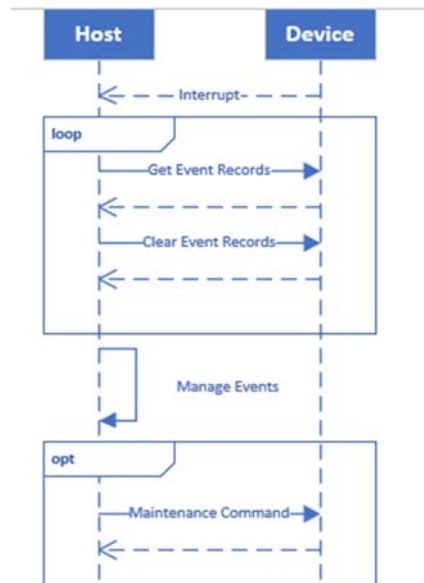 Host
Device
Interrupt
loop
Get Event Records
Clear Event Records
Manage Events
opt
Maintenance Command